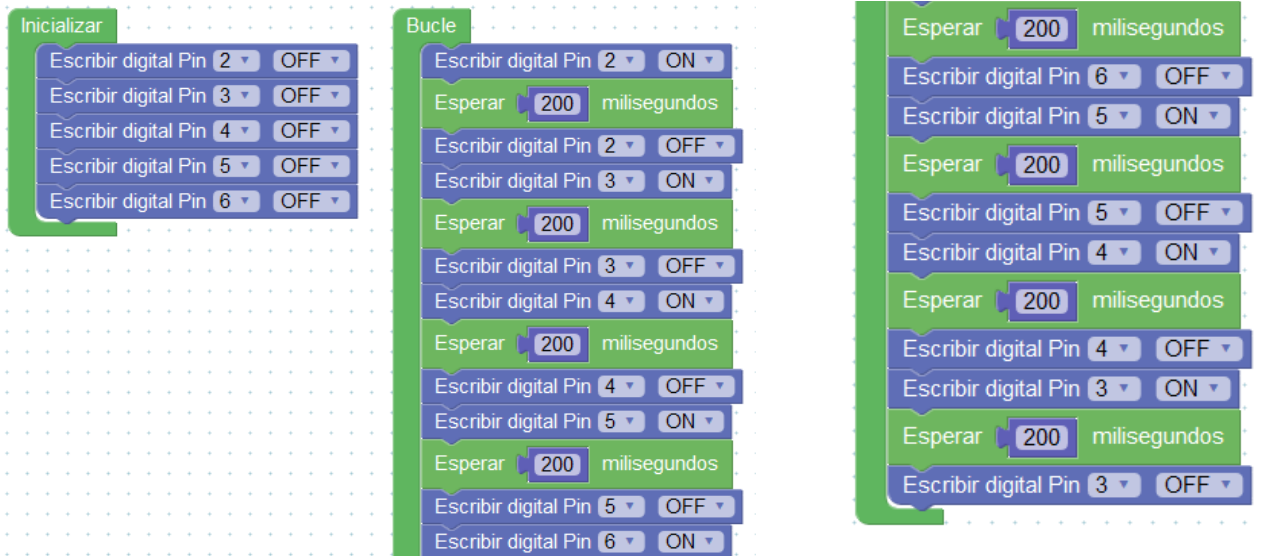 Inicializar
Escribir digital Pin 2 OFF
Escribir digital Pin 3 OFF
Escribir digital Pin 4 OFF
Escribir digital Pin 5 OFF
Escribir digital Pin 6 OFF
Bucle
Escribir digital Pin 2 ON
Esperar 200 milisegundos
Escribir digital Pin 2 OFF
Escribir digital Pin 3 ON
Esperar 200 milisegundos
Escribir digital Pin 3 OFF
Escribir digital Pin 4 ON
Esperar 200 milisegundos
Escribir digital Pin 4 OFF
Escribir digital Pin 5 ON
Esperar 200 milisegundos
Escribir digital Pin 5 OFF
Escribir digital Pin 6 ON
Esperar 200 milisegundos
Escribir digital Pin 6 OFF
Escribir digital Pin 5 ON
Esperar 200 milisegundos
Escribir digital Pin 5 OFF
Escribir digital Pin 4 ON
Esperar 200 milisegundos
Escribir digital Pin 4 OFF
Escribir digital Pin 3 ON
Esperar 200 milisegundos
Escribir digital Pin 3 OFF